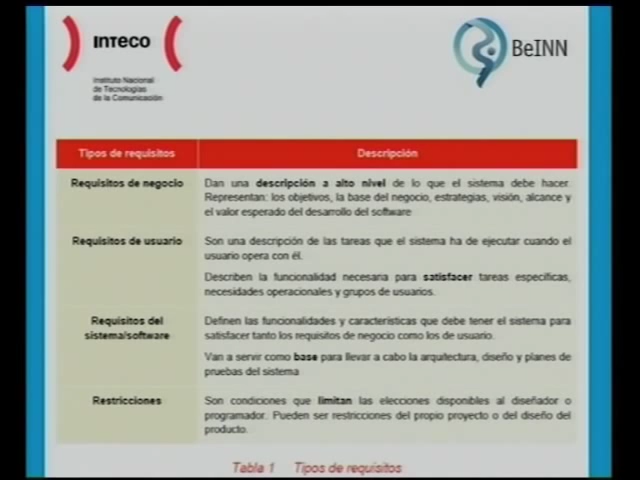 INTECO
Instituto Nacional
de Tecnologías
de la Comunicación
BeINN
Tipos de requisitos
Descripción
Requisitos de negocio
Dan una descripción a alto nivel de lo que el sistema debe hacer.
Representan: los objetivos, la base del negocio, estrategias, visión, alcance y
el valor esperado del desarrollo del software
Requisitos de usuario
Son una descripción de las tareas que el sistema ha de ejecutar cuando el
usuario opera con él.
Describen la funcionalidad necesaria para satisfacer tareas específicas,
necesidades operacionales y grupos de usuarios.
Requisitos del
sistema/software
Definen las funcionalidades y características que debe tener el sistema para
satisfacer tanto los requisitos de negocio como los de usuario.
Van a servir como base para llevar a cabo la arquitectura, diseño y planes de
pruebas del sistema
Restricciones
Son condiciones que limitan las elecciones disponibles al diseñador o
programador. Pueden ser restricciones del propio proyecto o del diseño del
producto.
Tabla 1 Tipos de requisitos